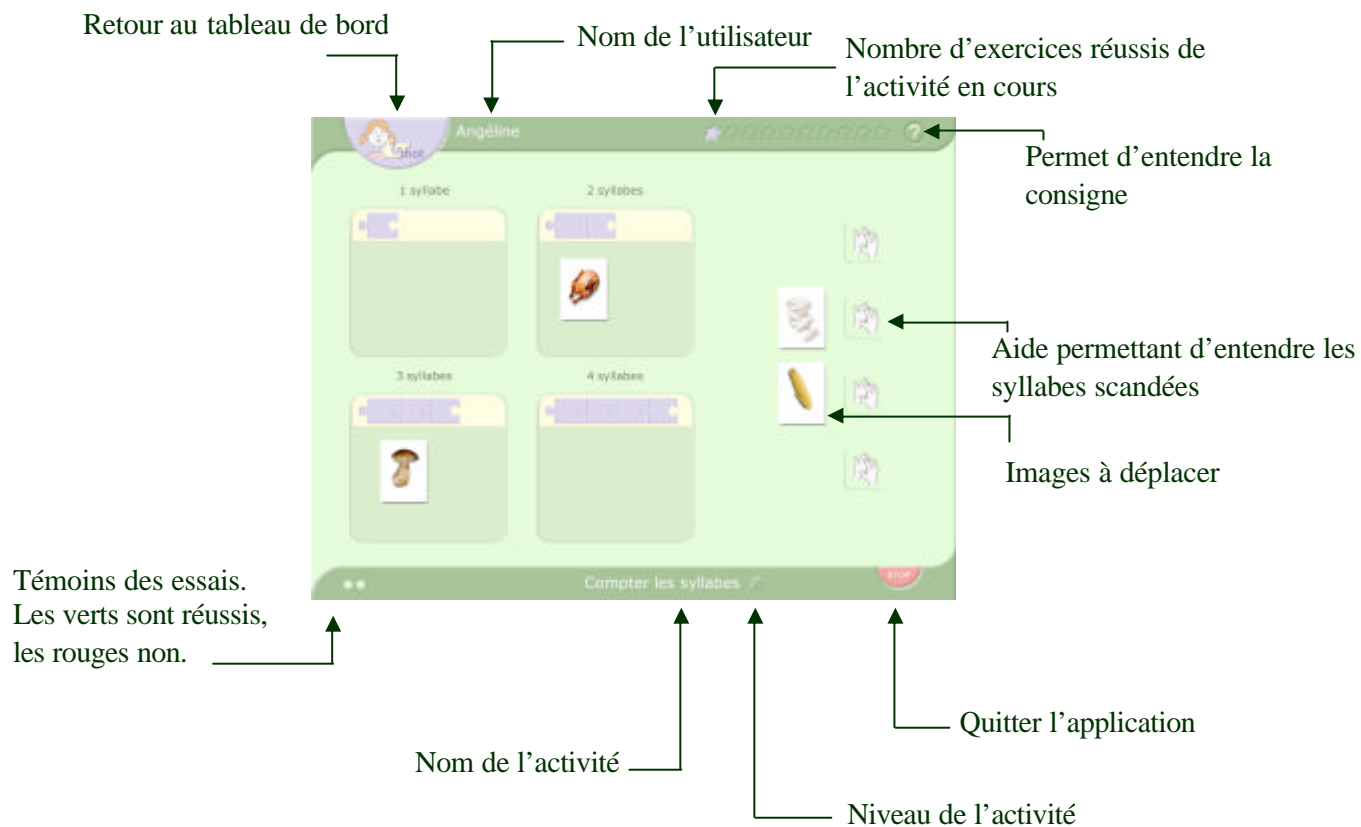 Retour au tableau de bord
Nom de l’utilisateur
Nombre d’exercices réussis de
l’activité en cours
Angéline
?
Permet d’entendre la
consigne
1 syllabe
2 syllabes
Aide permettant d’entendre les
syllabes scandées
3 syllabes
4 syllabes
Images à déplacer
Témoins des essais.
Les verts sont réussis,
les rouges non.
Compter les syllabes
STOP
Quitter l’application
Nom de l’activité
Niveau de l’activité